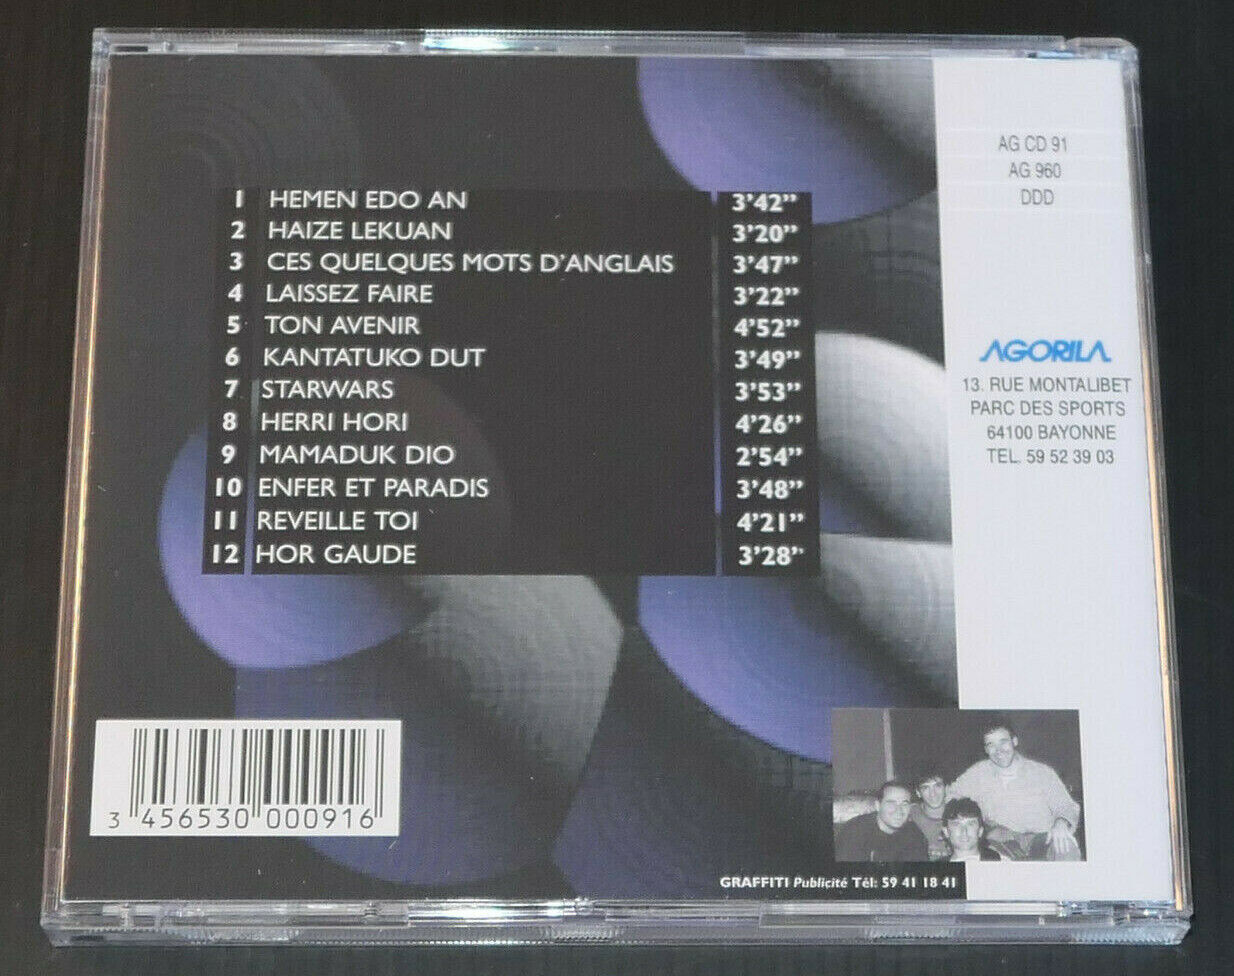 1 HEMEN EDO AN 3'42"
2 HAIZE LEKUAN 3'20"
3 CES QUELQUES MOTS D'ANGLAIS 3'47"
4 LAISSEZ FAIRE 3'22"
5 TON AVENIR 4'52"
6 KANTATUKO DUT 3'49"
7 STARWARS 3'53"
8 HERRI HORI 4'26"
9 MAMADUK DIO 2'54"
10 ENFER ET PARADIS 3'48"
11 REVEILLE TOI 4'21"
12 HOR GAUDE 3'28"
AG CD 91
AG 960
DDD
AGORILA
13. RUE MONTALIBET
PARC DES SPORTS
64100 BAYONNE
TEL. 59 52 39 03
3 456530 000916
GRAFFITI Publicité Tél: 59 41 18 41